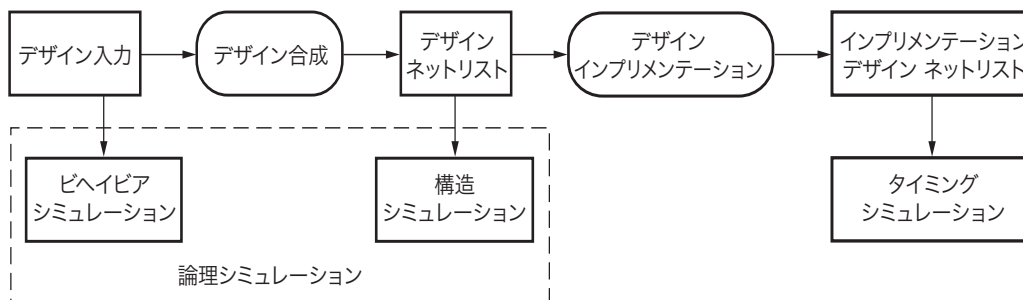 デザイン入力
デザイン合成
デザイン
ネットリスト
デザイン
インプリメンテーション
インプリメンテーション
デザイン ネットリスト
ビヘイビア
シミュレーション
構造
シミュレーション
タイミング
シミュレーション
論理シミュレーション